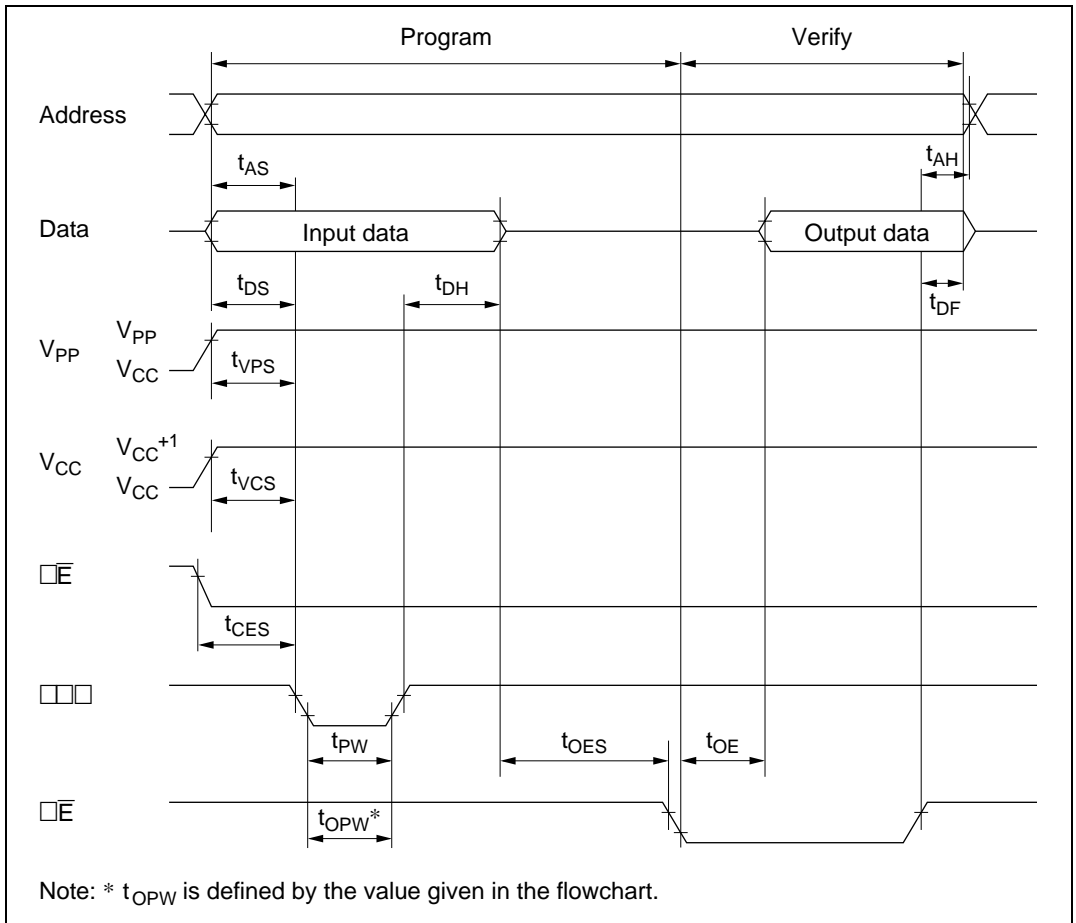 Program Verify
Address
tAS
tAH
Data
Input data
Output data
tDS
tDH
tDF
VPP
VPP
VCC
tVPS
VCC
VCC+1
VCC
tVCS
□E̅
tCES
□□□
tPW
tOES
tOE
□E̅
tOPW*
Note: * tOPW is defined by the value given in the flowchart.